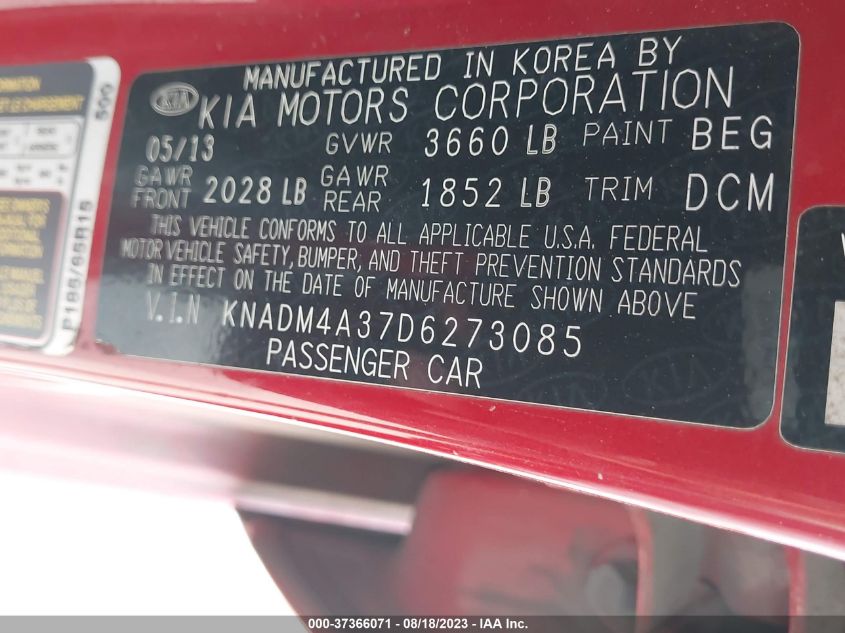 MANUFACTURED IN KOREA BY
KIA KIA MOTORS CORPORATION
05/13 GVWR 3660 LB PAINT BEG
GAWR FRONT 2028 LB GAWR REAR 1852 LB TRIM DCM
THIS VEHICLE CONFORMS TO ALL APPLICABLE U.S.A. FEDERAL
MOTOR VEHICLE SAFETY, BUMPER, AND THEFT PREVENTION STANDARDS
IN EFFECT ON THE DATE OF MANUFACTURE SHOWN ABOVE
V.I.N KNADM4A37D6273085
PASSENGER CAR
500
P185/65R15
000-37366071 - 08/18/2023 - IAA Inc.